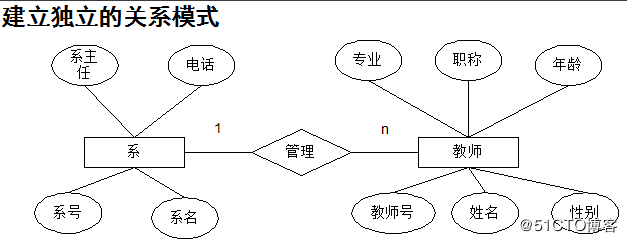 建立独立的关系模式
系主
任
电话
专业
职称
年龄
1
n
系
管理
教师
系号
系名
教师号
姓名
性别
@51CTO博客